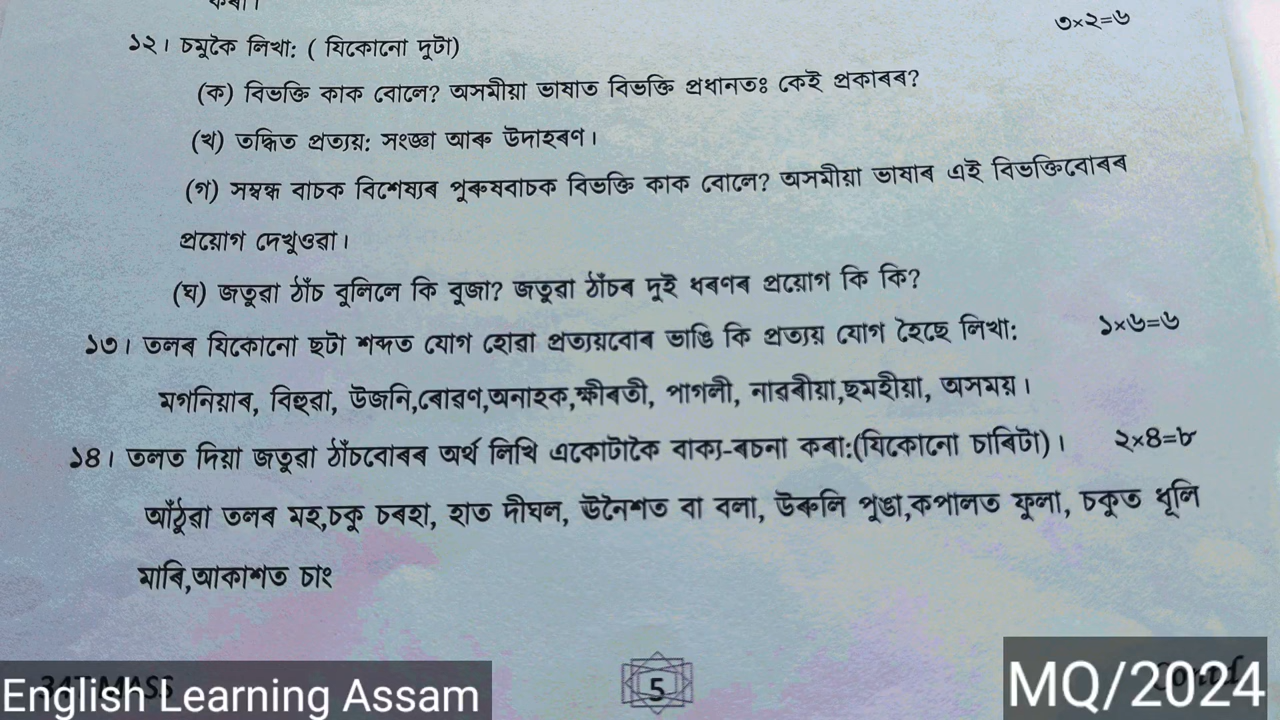 কৰা।
৩×২=৬
১২। চমুকৈ লিখা: ( যিকোনো দুটা)
(ক) বিভক্তি কাক বোলে? অসমীয়া ভাষাত বিভক্তি প্ৰধানতঃ কেই প্ৰকাৰৰ?
(খ) তদ্ধিত প্ৰত্যয়: সংজ্ঞা আৰু উদাহৰণ।
(গ) সম্বন্ধ বাচক বিশেষ্যৰ পুৰুষবাচক বিভক্তি কাক বোলে? অসমীয়া ভাষাৰ এই বিভক্তিবোৰৰ
প্ৰয়োগ দেখুওৱা।
(ঘ) জতুৱা ঠাঁচ বুলিলে কি বুজা? জতুৱা ঠাঁচৰ দুই ধৰণৰ প্ৰয়োগ কি কি?
১৩। তলৰ যিকোনো ছটা শব্দত যোগ হোৱা প্ৰত্যয়বোৰ ভাঙি কি প্ৰত্যয় যোগ হৈছে লিখা: ১×৬=৬
মগনিয়াৰ, বিহুৱা, উজনি,ৰোৱণ,অনাহক,ক্ষীৰতী, পাগলী, নাৱৰীয়া,ছমহীয়া, অসময়।
১৪। তলত দিয়া জতুৱা ঠাঁচবোৰৰ অৰ্থ লিখি একোটাকৈ বাক্য-ৰচনা কৰা:(যিকোনো চাৰিটা)। ২×৪=৮
আঁঠুৱা তলৰ মহ,চকু চৰহা, হাত দীঘল, উনৈশত বা বলা, উৰুলি পুঙা,কপালত ফুলা, চকুত ধূলি
মাৰি,আকাশত চাং
5
English Learning Assam
MQ/2024